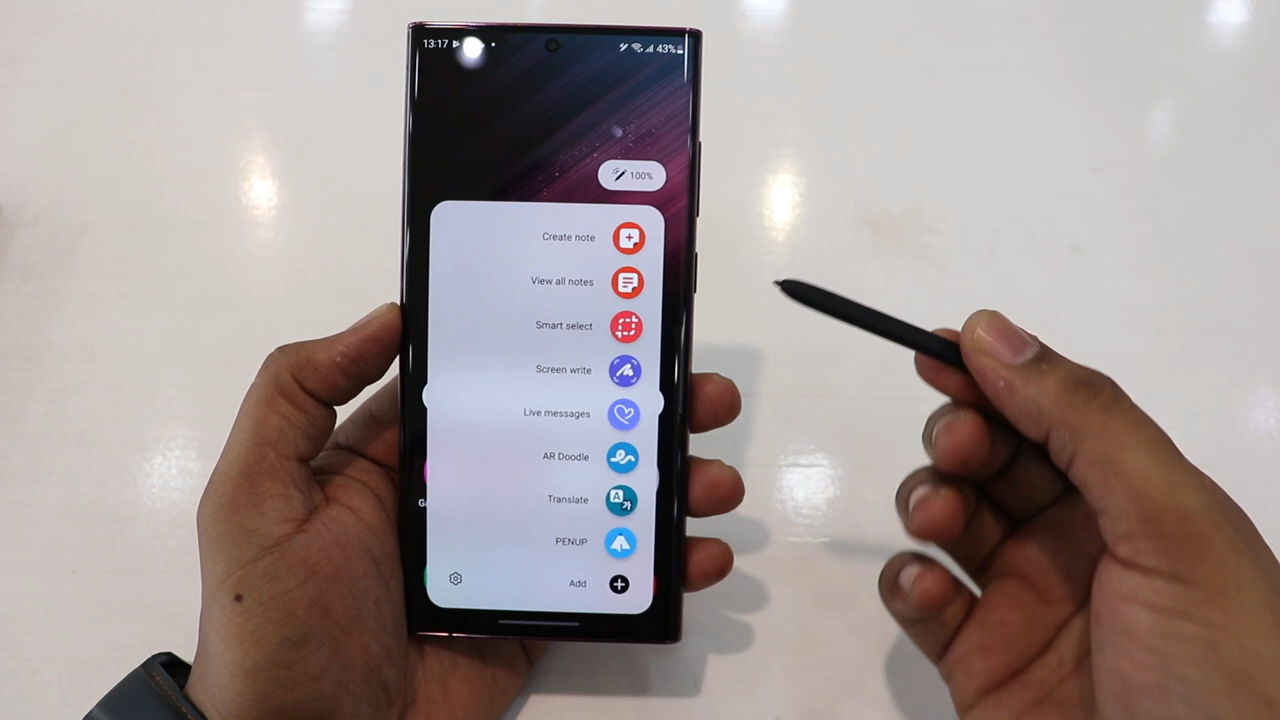 13:17
43%
100%
Create note
View all notes
Smart select
Screen write
Live messages
AR Doodle
Translate
A
PENUP
Add